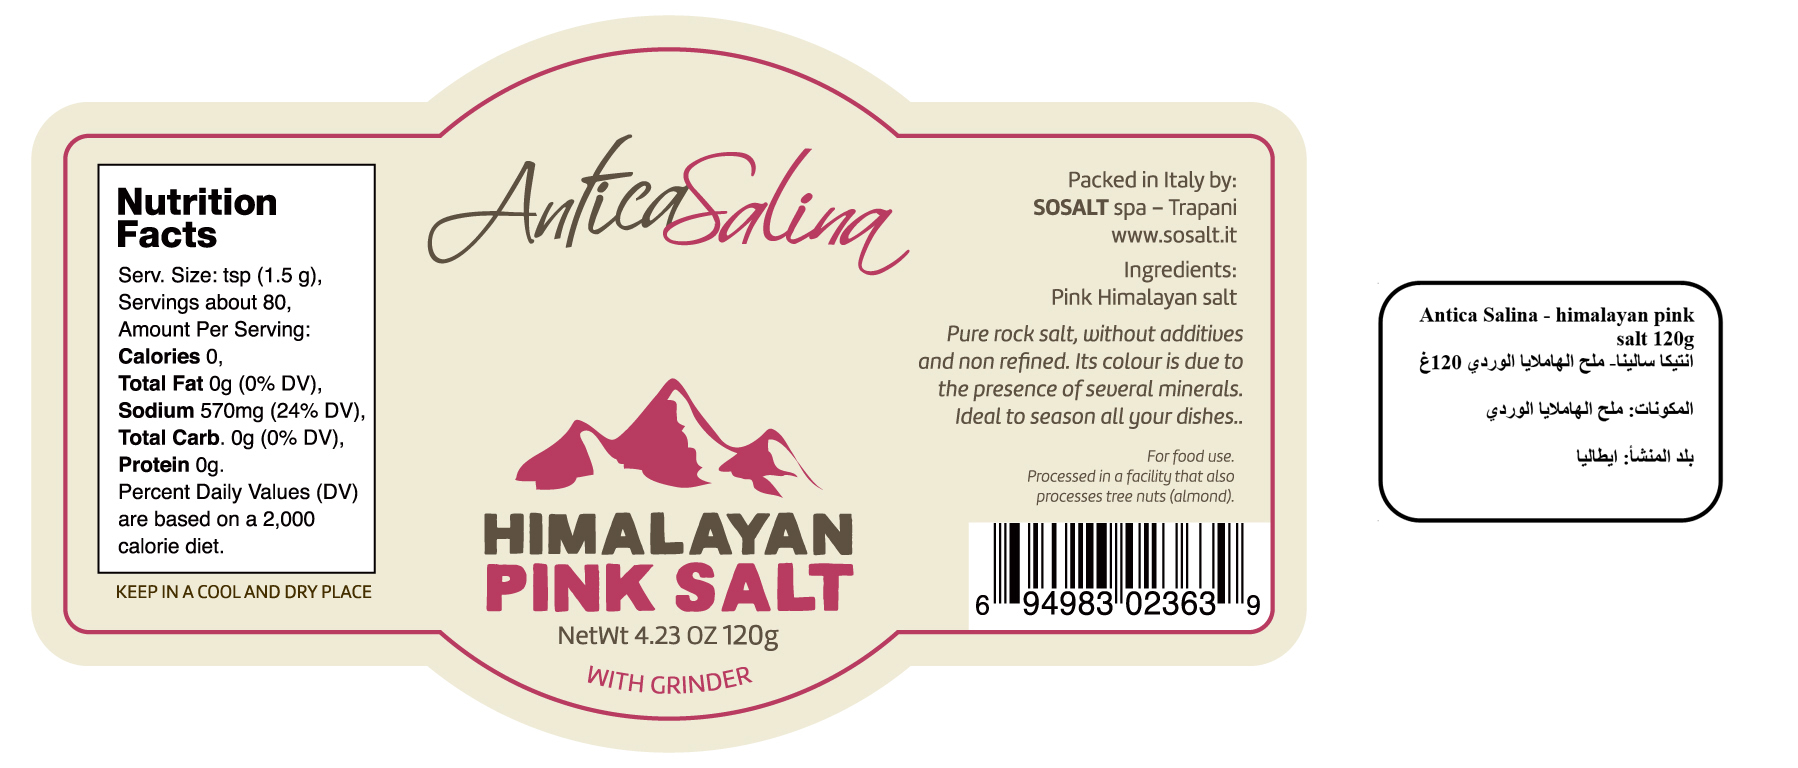 Nutrition
Facts
Serv. Size: tsp (1.5 g),
Servings about 80,
Amount Per Serving:
Calories 0,
Total Fat 0g (0% DV),
Sodium 570mg (24% DV),
Total Carb. 0g (0% DV),
Protein 0g.
Percent Daily Values (DV)
are based on a 2,000
calorie diet.
KEEP IN A COOL AND DRY PLACE
Antica Salina
HIMALAYAN
PINK SALT
NetWt 4.23 OZ 120g
WITH GRINDER
Packed in Italy by:
SOSALT spa – Trapani
www.sosalt.it
Ingredients:
Pink Himalayan salt
Pure rock salt, without additives
and non refined. Its colour is due to
the presence of several minerals.
Ideal to season all your dishes..
For food use.
Processed in a facility that also
processes tree nuts (almond).
6 94983 02363 9
Antica Salina - himalayan pink
salt 120g
انتيكا سالينا- ملح الهاملايا الوردي 120غ
المكونات: ملح الهاملايا الوردي
بلد المنشأ: ايطاليا